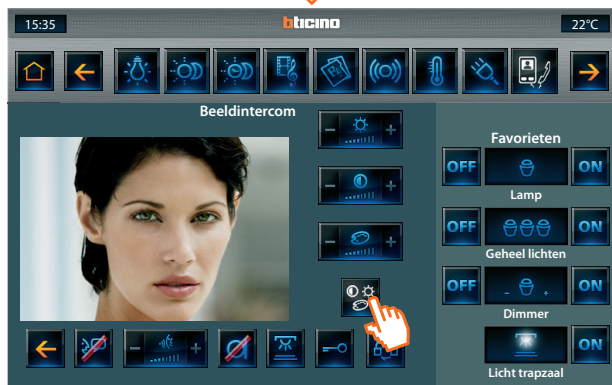 15:35
bticino
22°C
Beeldintercom
Favorieten
OFF
ON
Lamp
OFF
ON
Geheel lichten
OFF
ON
Dimmer
ON
Licht trapzaal